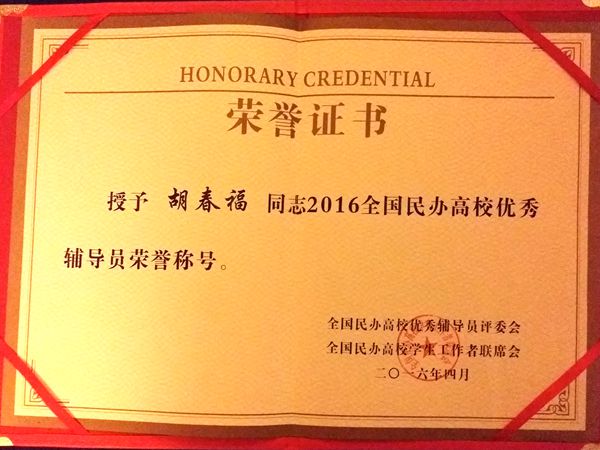 HONORARY CREDENTIAL
荣誉证书
授予 胡春福 同志2016全国民办高校优秀
辅导员荣誉称号。
全国民办高校优秀辅导员评委会
全国民办高校学生工作者联席会
二〇一六年四月